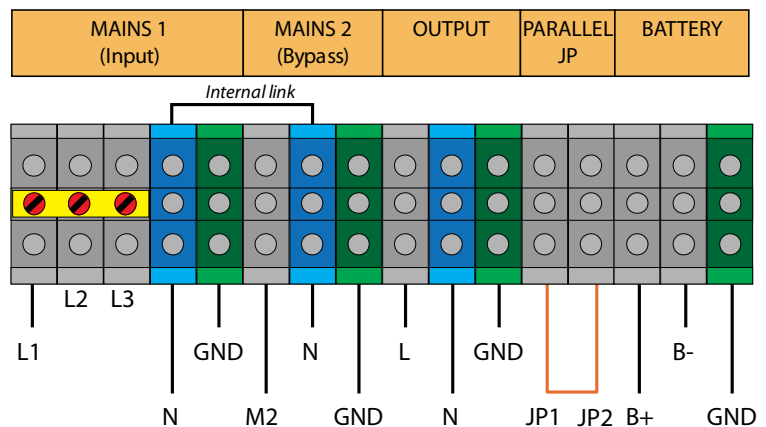 MAINS 1
(Input)
MAINS 2
(Bypass)
OUTPUT
PARALLEL
JP
BATTERY
Internal link
L2 L3
L1 GND N L GND B-
N M2 GND N JP1 JP2 B+ GND